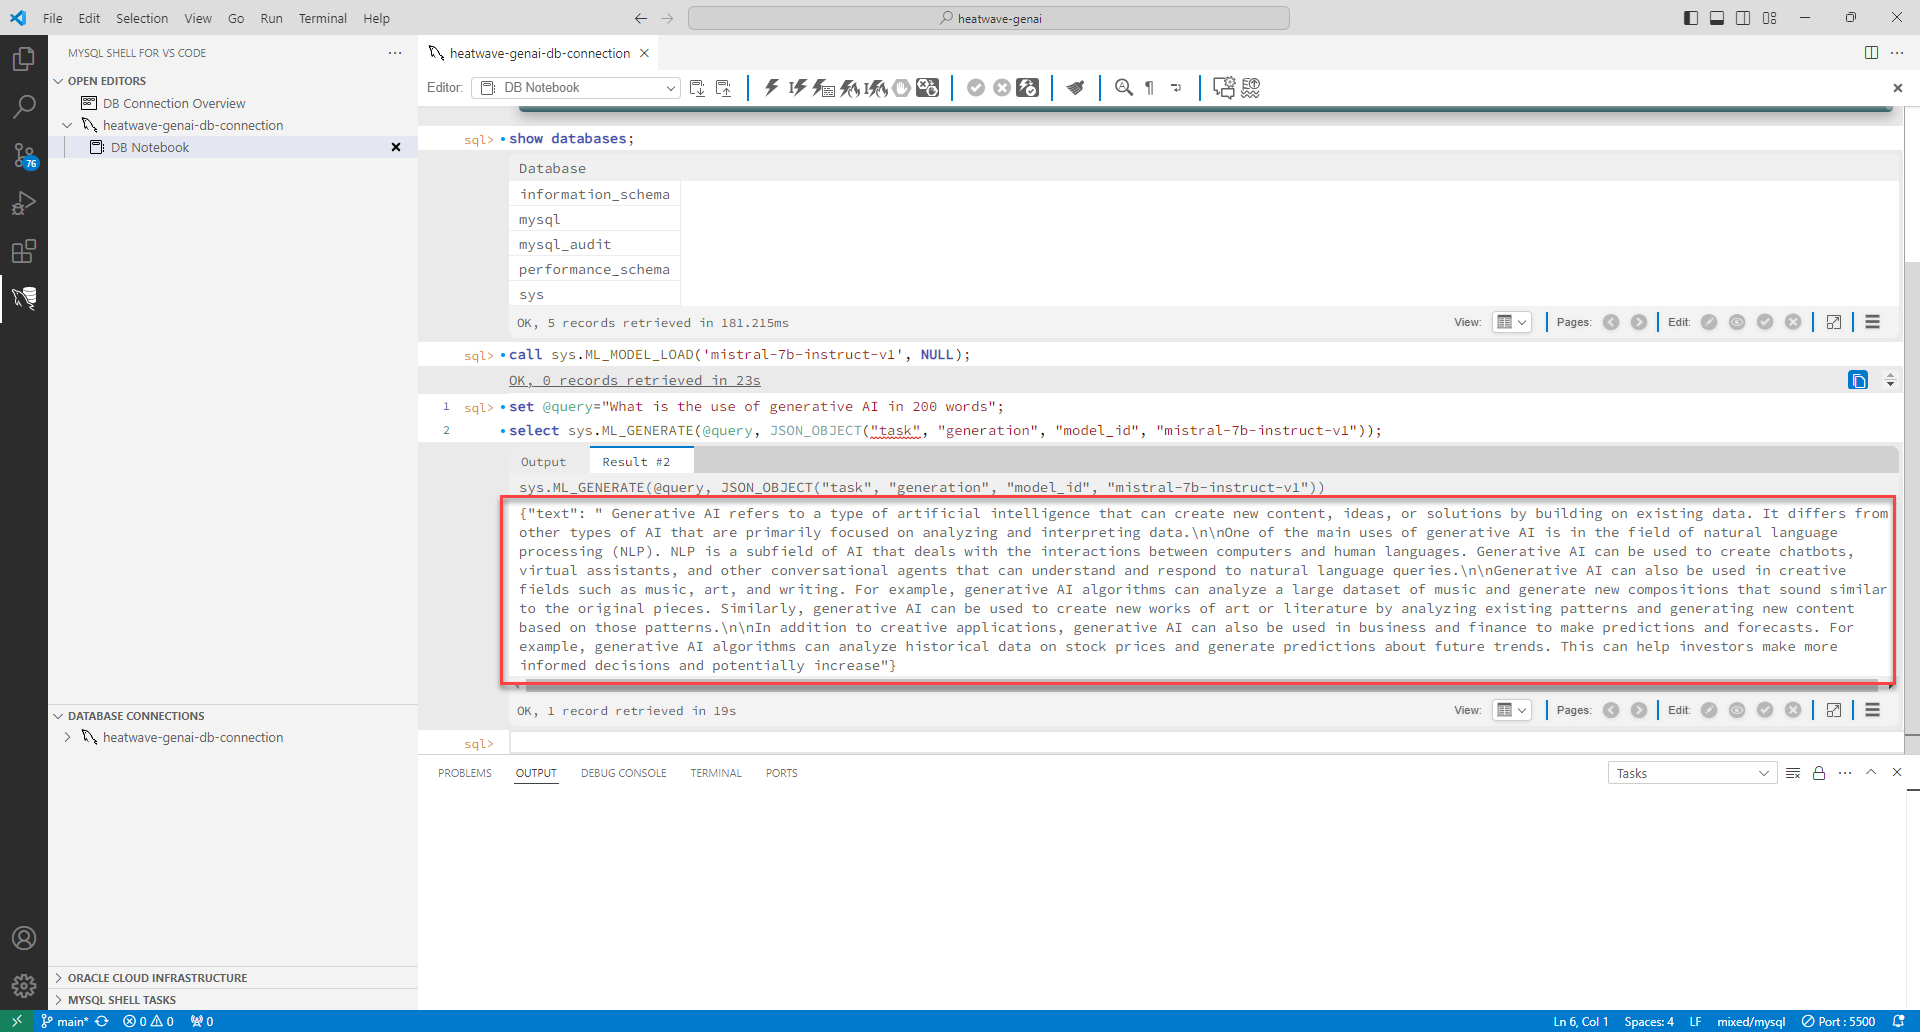 File Edit Selection View Go Run Terminal Help
heatwave-genai
MYSQL SHELL FOR VS CODE
OPEN EDITORS
DB Connection Overview
heatwave-genai-db-connection
DB Notebook
76
DATABASE CONNECTIONS
heatwave-genai-db-connection
ORACLE CLOUD INFRASTRUCTURE
MYSQL SHELL TASKS
heatwave-genai-db-connection
Editor: DB Notebook
sql> show databases;
Database
information_schema
mysql
mysql_audit
performance_schema
sys
OK, 5 records retrieved in 181.215ms
View: Pages: Edit:
sql> call sys.ML_MODEL_LOAD('mistral-7b-instruct-v1', NULL);
OK, 0 records retrieved in 23s
1 sql> set @query="What is the use of generative AI in 200 words";
2 select sys.ML_GENERATE(@query, JSON_OBJECT("task", "generation", "model_id", "mistral-7b-instruct-v1"));
Output Result #2
sys.ML_GENERATE(@query, JSON_OBJECT("task", "generation", "model_id", "mistral-7b-instruct-v1"))
{"text": " Generative AI refers to a type of artificial intelligence that can create new content, ideas, or solutions by building on existing data. It differs from
other types of AI that are primarily focused on analyzing and interpreting data.\n\nOne of the main uses of generative AI is in the field of natural language
processing (NLP). NLP is a subfield of AI that deals with the interactions between computers and human languages. Generative AI can be used to create chatbots,
virtual assistants, and other conversational agents that can understand and respond to natural language queries.\n\nGenerative AI can also be used in creative
fields such as music, art, and writing. For example, generative AI algorithms can analyze a large dataset of music and generate new compositions that sound similar
to the original pieces. Similarly, generative AI can be used to create new works of art or literature by analyzing existing patterns and generating new content
based on those patterns.\n\nIn addition to creative applications, generative AI can also be used in business and finance to make predictions and forecasts. For
example, generative AI algorithms can analyze historical data on stock prices and generate predictions about future trends. This can help investors make more
informed decisions and potentially increase"}
OK, 1 record retrieved in 19s
View: Pages: Edit:
sql>
PROBLEMS OUTPUT DEBUG CONSOLE TERMINAL PORTS
Tasks
main* 0 0 0
Ln 6, Col 1 Spaces: 4 LF mixed/mysql Port : 5500